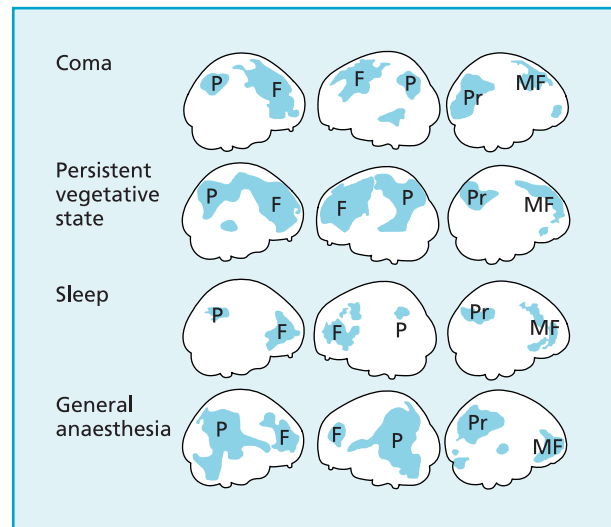 Coma
P F F P Pr MF
Persistent
vegetative
state
P F F P Pr MF
Sleep
P F F P Pr MF
General
anaesthesia
P F F P Pr MF